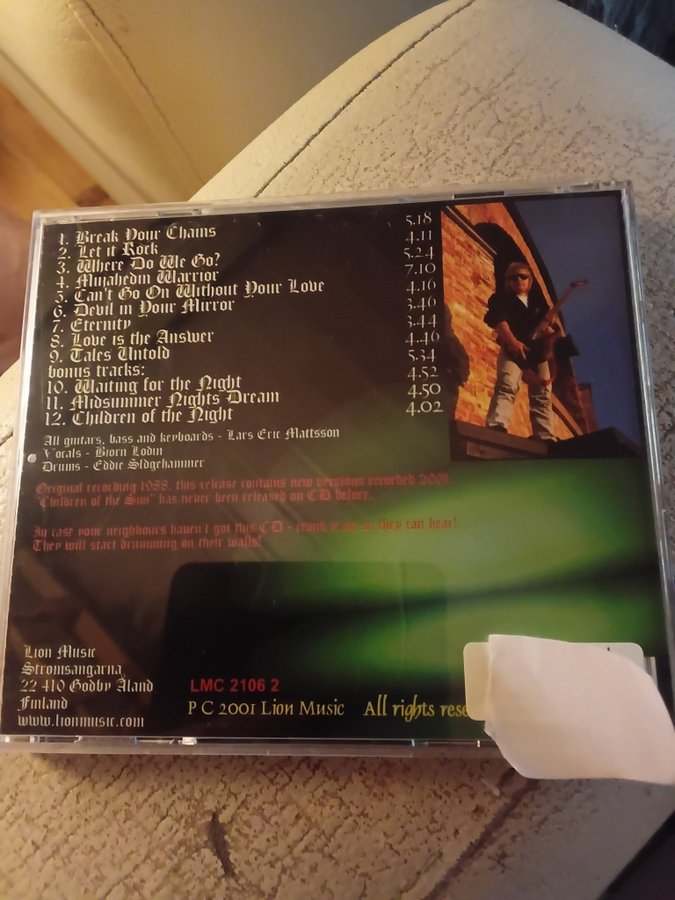 1. Break Your Chains 5.18
2. Let it Rock 4.11
3. Where Do We Go? 5.24
4. Mujahedin Warrior 7.10
5. Can't Go On Without Your Love 4.16
6. Devil in Your Mirror 3.46
7. Eternity 3.44
8. Love is the Answer 4.46
9. Tales Untold 5.34
bonus tracks:
10. Waiting for the Night 4.52
11. Midsummer Nights Dream 4.50
12. Children of the Night 4.02
All guitars, bass and keyboards - Lars Eric Mattsson
Vocals - Bjorn Lodin
Drums - Eddie Sldgehammer
Original recording 1988, this release contains new versions recorded 2001.
"Children of the Sun" has never been released on CD before.
In case your neighbours haven't got this CD - crank it up so they can hear!
They will start drumming on their walls!
Lion Music
Stromsangarna
22 410 Godby Åland
Finland
www.lionmusic.com
LMC 2106 2
P C 2001 Lion Music All rights rese